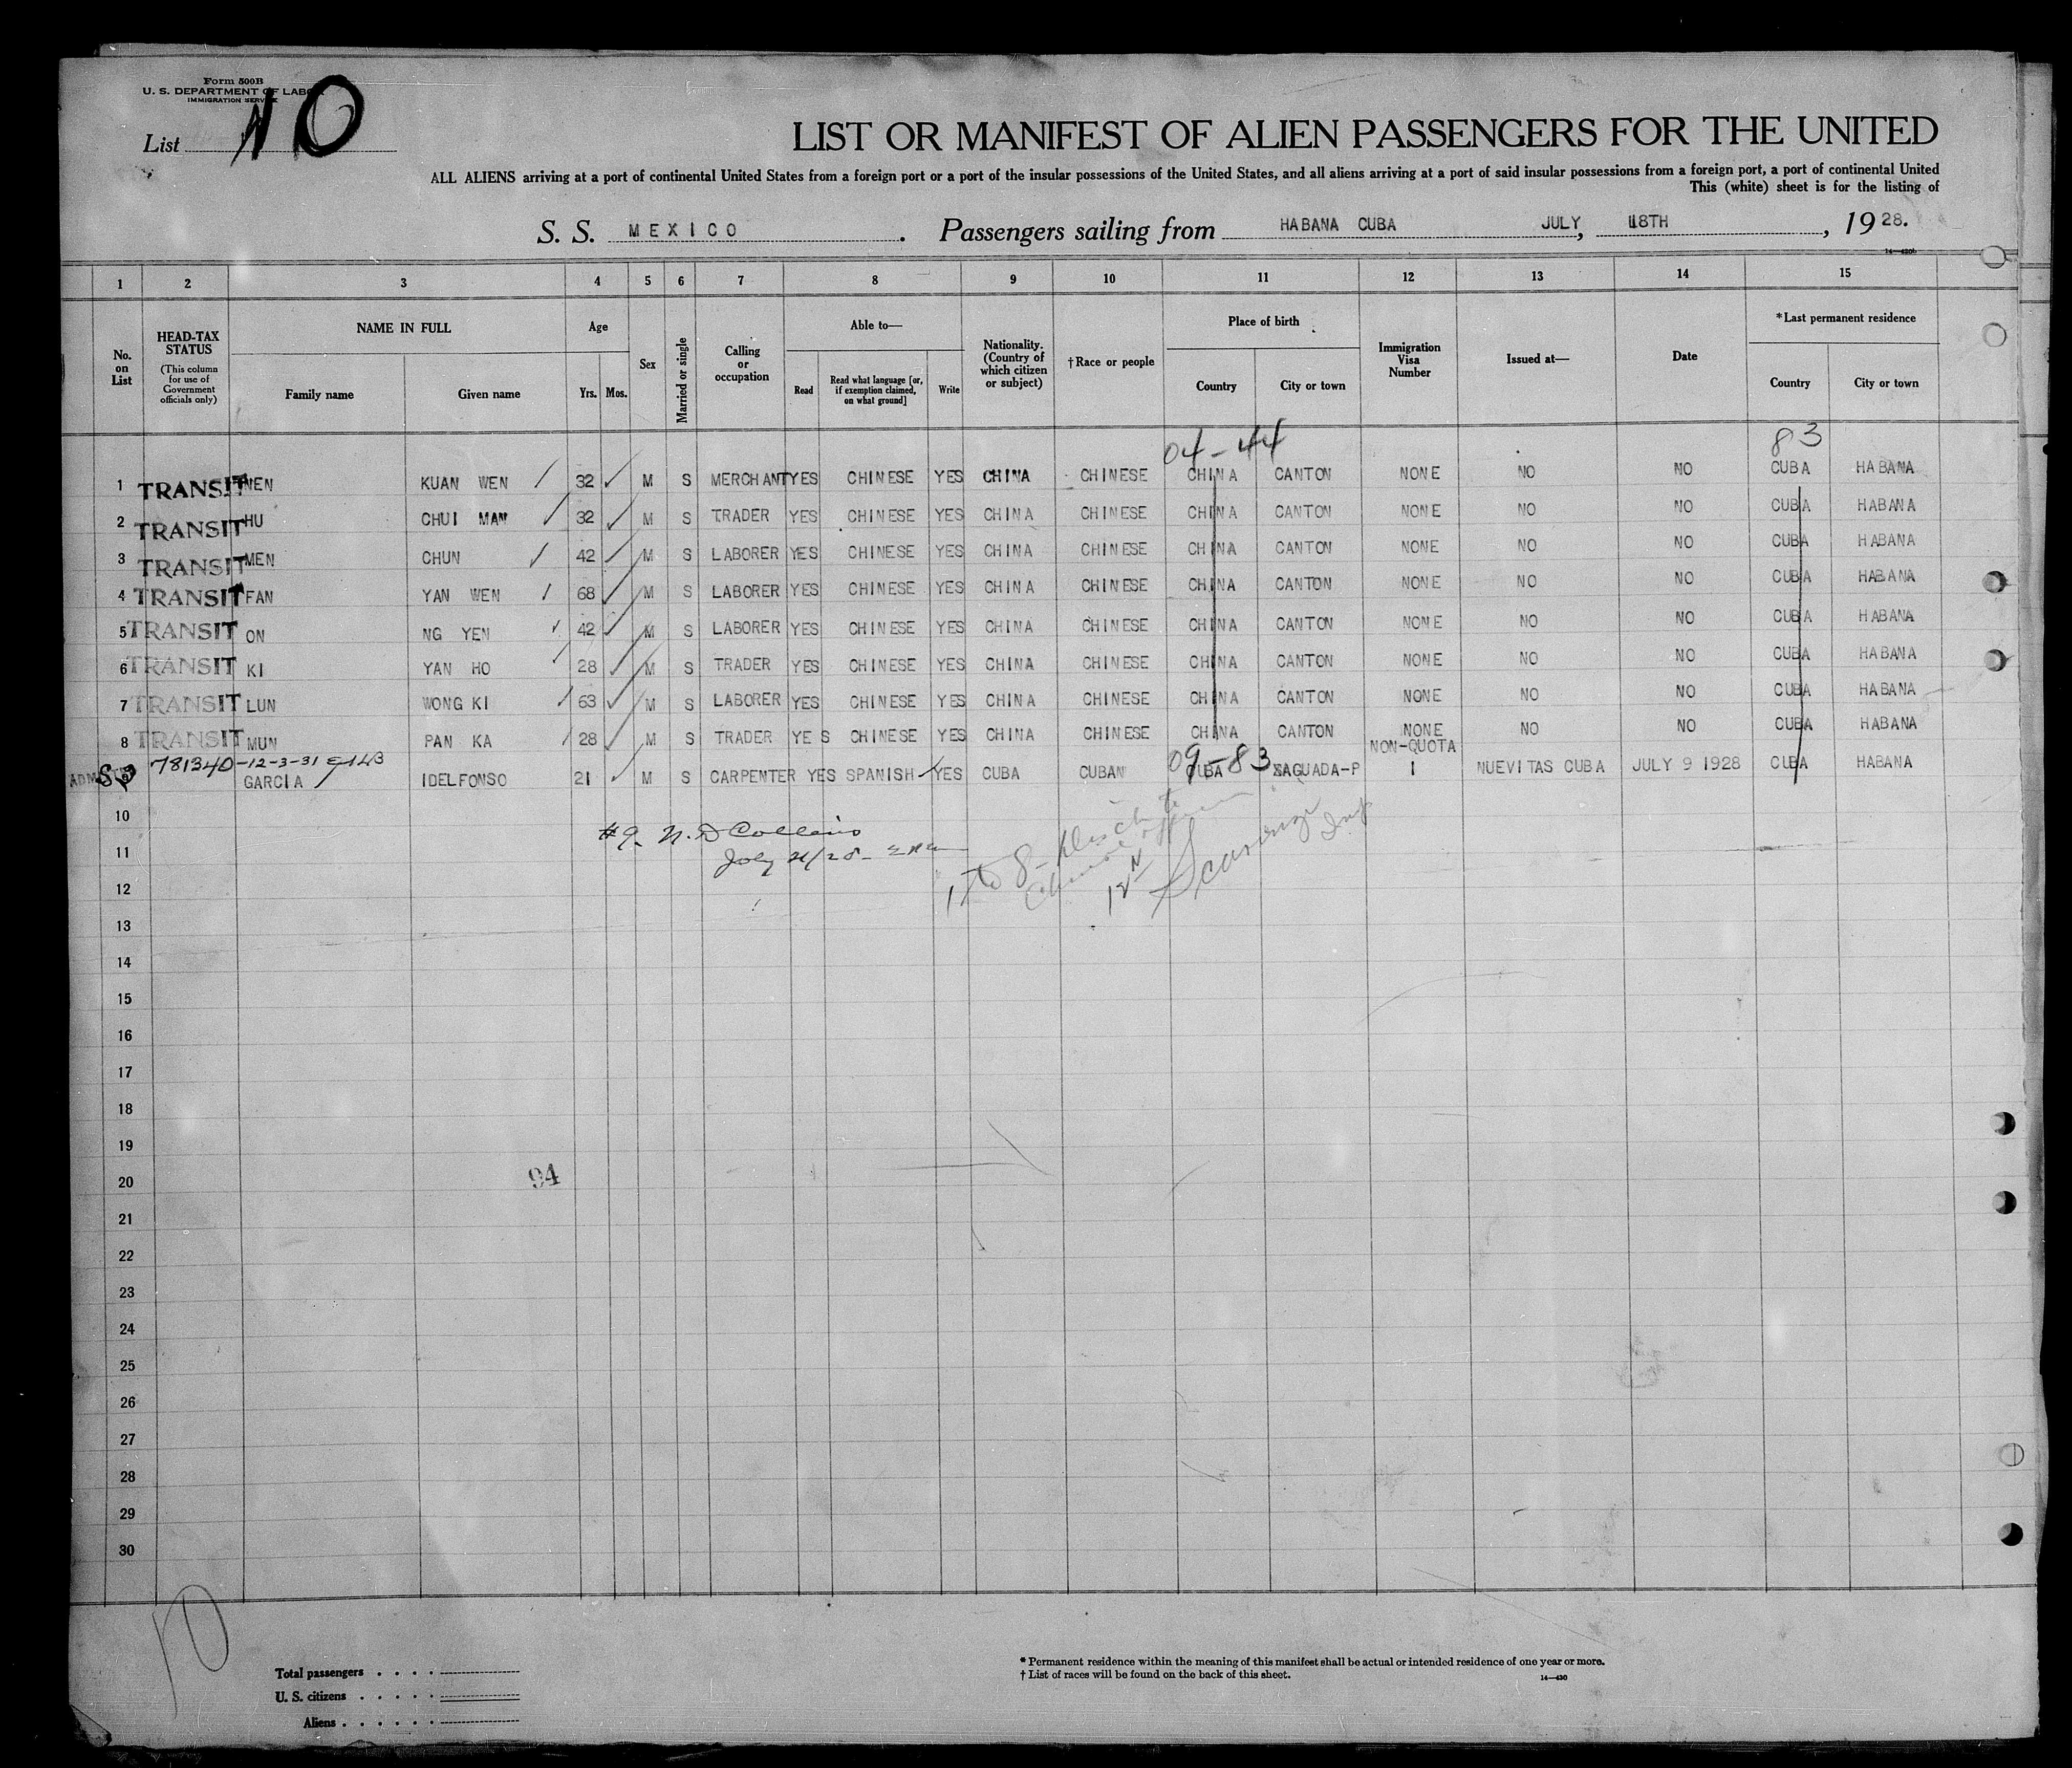 Form 500B
U. S. DEPARTMENT OF LABOR
IMMIGRATION SERVICE
List 10
LIST OR MANIFEST OF ALIEN PASSENGERS FOR THE UNITED
ALL ALIENS arriving at a port of continental United States from a foreign port or a port of the insular possessions of the United States, and all aliens arriving at a port of said insular possessions from a foreign port, a port of continental United
This (white) sheet is for the listing of
S. S. MEXICO. Passengers sailing from HABANA CUBA JULY, 18TH, 1928.
1 2 3 4 5 6 7 8 9 10 11 12 13 14 15
No. on List
HEAD-TAX STATUS (This column for use of Government officials only)
NAME IN FULL
Family name
Given name
Age
Yrs. Mos.
Sex
Married or single
Calling or occupation
Able to—
Read
Read what language [or, if exemption claimed, on what ground]
Write
Nationality. (Country of which citizen or subject)
†Race or people
Place of birth
Country
City or town
Immigration Visa Number
Issued at—
Date
*Last permanent residence
Country
City or town
04-44 83
1 TRANSIT KUAN WEN 32 M S MERCHANT YES CHINESE YES CHINA CHINESE CHINA CANTON NONE NO NO CUBA HABANA
2 TRANSIT HU CHUI MAN 32 M S TRADER YES CHINESE YES CHINA CHINESE CHINA CANTON NONE NO NO CUBA HABANA
3 TRANSIT MEN CHUN 42 M S LABORER YES CHINESE YES CHINA CHINESE CHINA CANTON NONE NO NO CUBA HABANA
4 TRANSIT FAN YAN WEN 68 M S LABORER YES CHINESE YES CHINA CHINESE CHINA CANTON NONE NO NO CUBA HABANA
5 TRANSIT ON NG YEN 42 M S LABORER YES CHINESE YES CHINA CHINESE CHINA CANTON NONE NO NO CUBA HABANA
6 TRANSIT KI YAN HO 28 M S TRADER YES CHINESE YES CHINA CHINESE CHINA CANTON NONE NO NO CUBA HABANA
7 TRANSIT LUN WONG KI 63 M S LABORER YES CHINESE YES CHINA CHINESE CHINA CANTON NONE NO NO CUBA HABANA
8 TRANSIT MUN PAN KA 28 M S TRADER YES CHINESE YES CHINA CHINESE CHINA CANTON NONE NO NO CUBA HABANA
781340-12-3-31 09-83 NON-QUOTA
9 GARCIA IDELFONSO 21 M S CARPENTER YES SPANISH YES CUBA CUBAN CUBA SAGUADA-P 1 NUEVITAS CUBA JULY 9 1928 CUBA HABANA
10
#9. N. D Collins
11
July 21/28
1 to 8
12
13
14
15
16
17
18
19
20
94
21
22
23
24
25
26
27
28
29
30
10
Total passengers
U. S. citizens
Aliens
* Permanent residence within the meaning of this manifest shall be actual or intended residence of one year or more.
† List of races will be found on the back of this sheet.
14—430